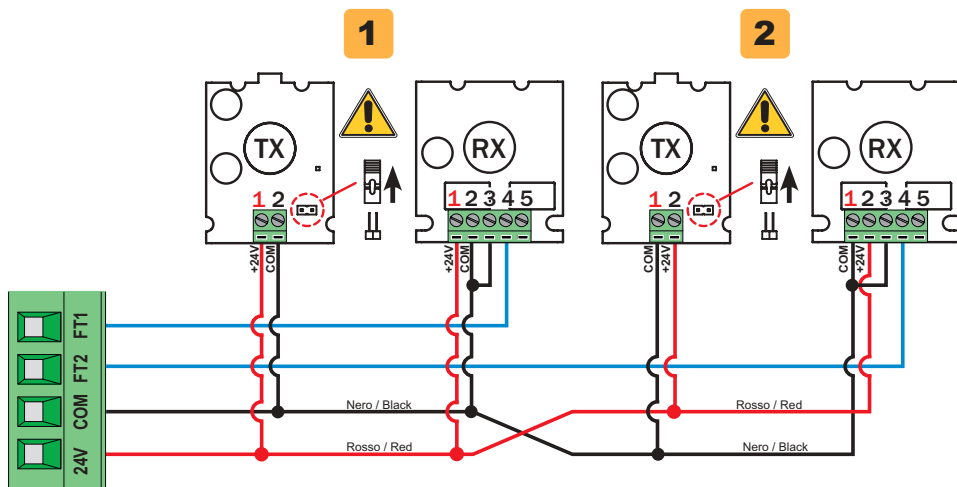 1
2
TX
RX
TX
RX
1 2
1 2 3 4 5
1 2
1 2 3 4 5
+24V
COM
+24V
COM
COM
+24V
COM
+24V
FT1
FT2
COM
24V
Nero / Black
Rosso / Red
Rosso / Red
Nero / Black